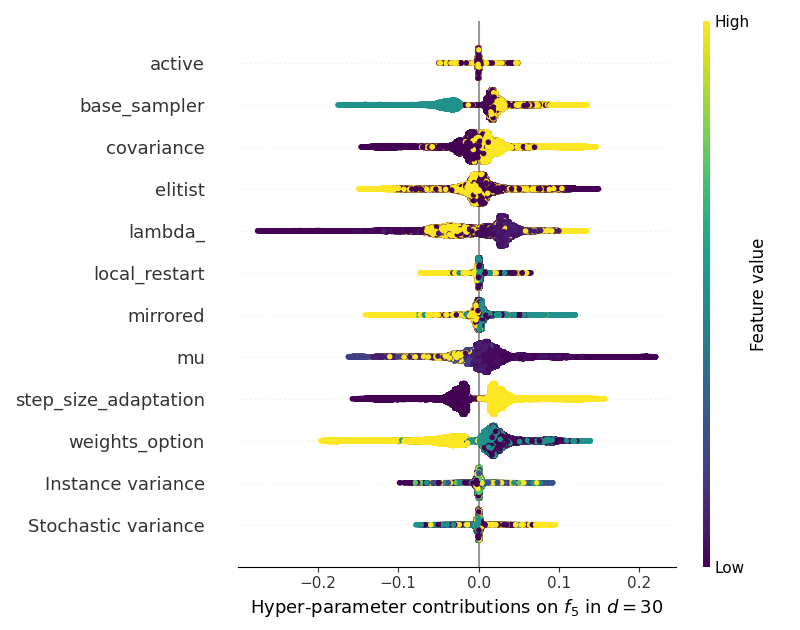 High
active
base_sampler
covariance
elitist
lambda_
local_restart
mirrored
mu
step_size_adaptation
weights_option
Instance variance
Stochastic variance
Feature value
Low
−0.2 −0.1 0.0 0.1 0.2
Hyper-parameter contributions on f₅ in d = 30